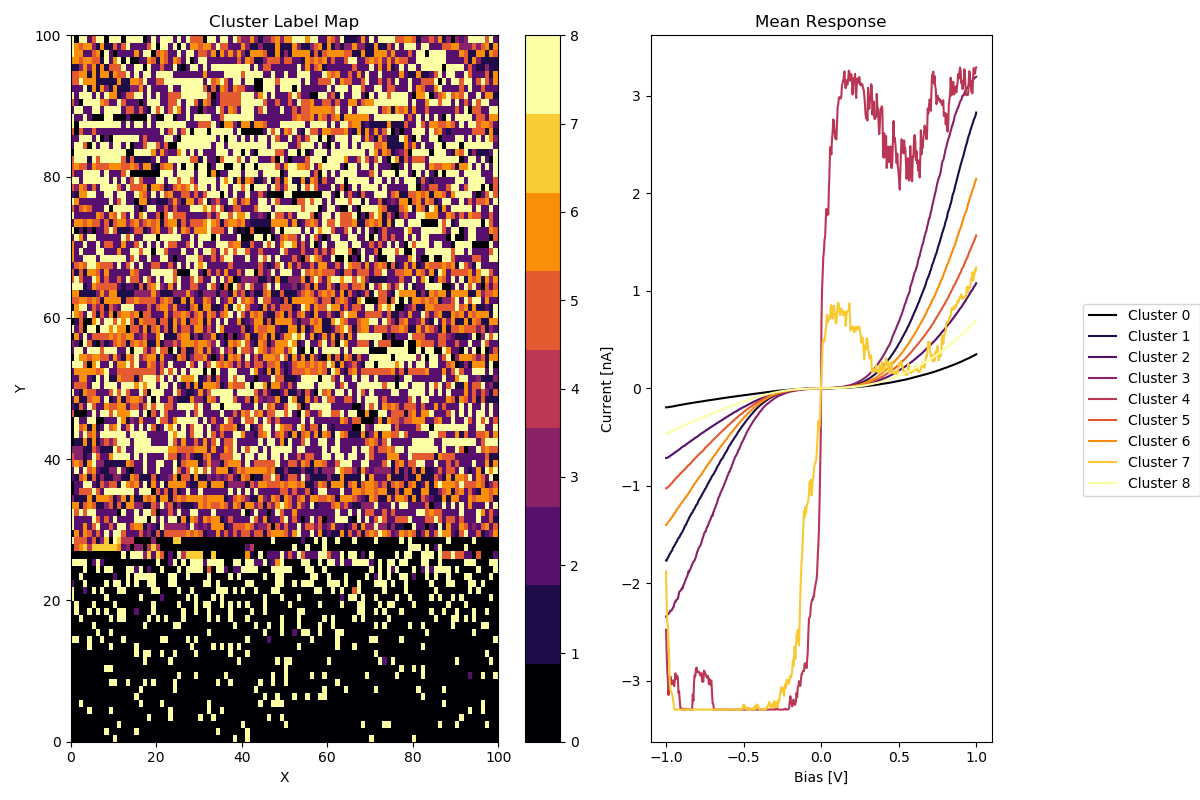 Cluster Label Map
100
80
60
40
20
0
Y
0 20 40 60 80 100
X
8
7
6
5
4
3
2
1
0
Mean Response
3
2
1
0
−1
−2
−3
Current [nA]
−1.0 −0.5 0.0 0.5 1.0
Bias [V]
Cluster 0
Cluster 1
Cluster 2
Cluster 3
Cluster 4
Cluster 5
Cluster 6
Cluster 7
Cluster 8